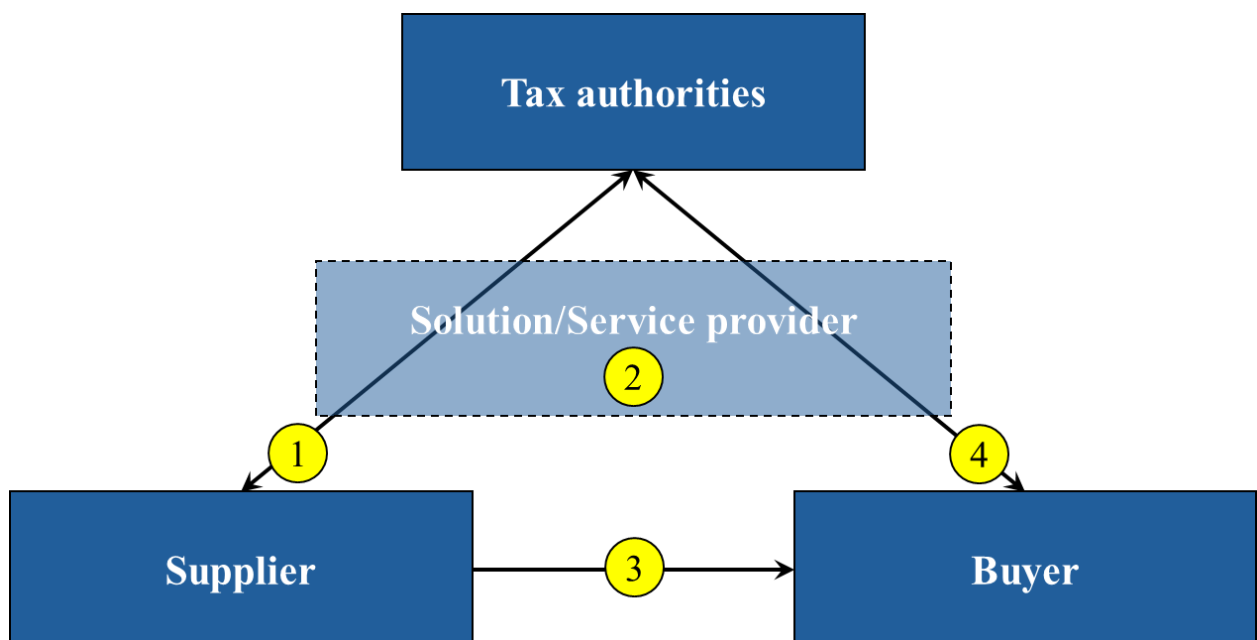 Tax authorities
Solution/Service provider
2
1
4
Supplier
3
Buyer